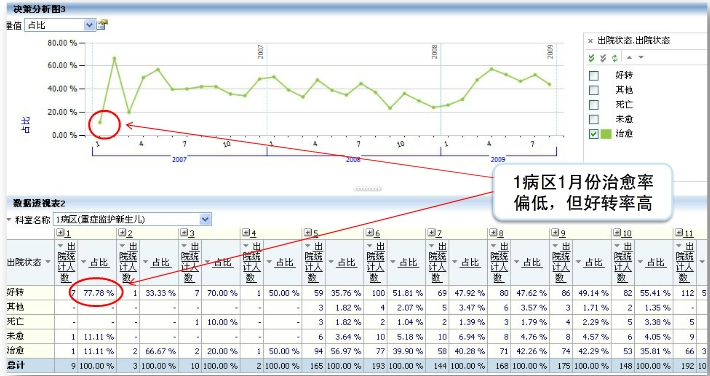 决策分析图3
量值 占比
80.00 %
60.00 %
40.00 %
20.00 %
0.00 %
占比
2007
2008
2009
1 4 7 10 1 4 7 10 1 4 7
2007 2008 2009
× 出院状态.出院状态
好转
其他
死亡
未愈
治愈
1病区1月份治愈率
偏低，但好转率高
数据透视表2
科室名称 1病区(重症监护新生儿)
1 2 3 4 5 6 7 8 9 10 11
出院状态 出院统计人数 占比 出院统计人数 占比 出院统计人数 占比 出院统计人数 占比 出院统计人数 占比 出院统计人数 占比 出院统计人数 占比 出院统计人数 占比 出院统计人数 占比 出院统计人数 占比 出院统计人数
好转 7 77.78 % 1 33.33 % 7 70.00 % 1 50.00 % 59 35.76 % 100 51.81 % 69 47.92 % 80 47.62 % 86 49.14 % 82 55.41 % 112 5
其他 - - - - - - - - 3 1.82 % 4 2.07 % 5 3.47 % 6 3.57 % 3 1.71 % 2 1.35 % - 
死亡 - - - - 1 10.00 % - - 3 1.82 % 2 1.04 % 2 1.39 % 3 1.79 % 4 2.29 % 5 3.38 % 5
未愈 1 11.11 % - - - - - - 6 3.64 % 10 5.18 % 10 6.94 % 8 4.76 % 8 4.57 % 6 4.05 % 9
治愈 1 11.11 % 2 66.67 % 2 20.00 % 1 50.00 % 94 56.97 % 77 39.90 % 58 40.28 % 71 42.26 % 74 42.29 % 53 35.81 % 66 3
总计 9 100.00 % 3 100.00 % 10 100.00 % 2 100.00 % 165 100.00 % 193 100.00 % 144 100.00 % 168 100.00 % 175 100.00 % 148 100.00 % 192 10